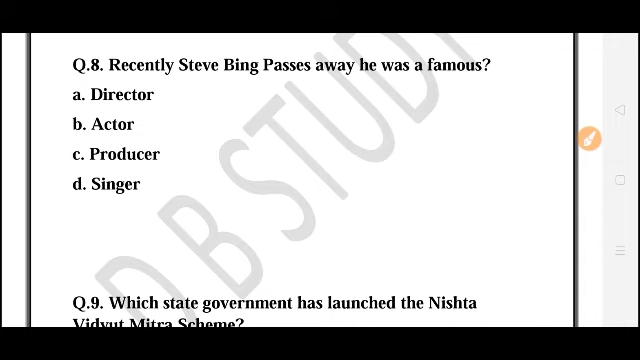 Q.8. Recently Steve Bing Passes away he was a famous?
a. Director
b. Actor
c. Producer
d. Singer
D B STUDY
Q.9. Which state government has launched the Nishta
Vidyut Mitra Scheme?